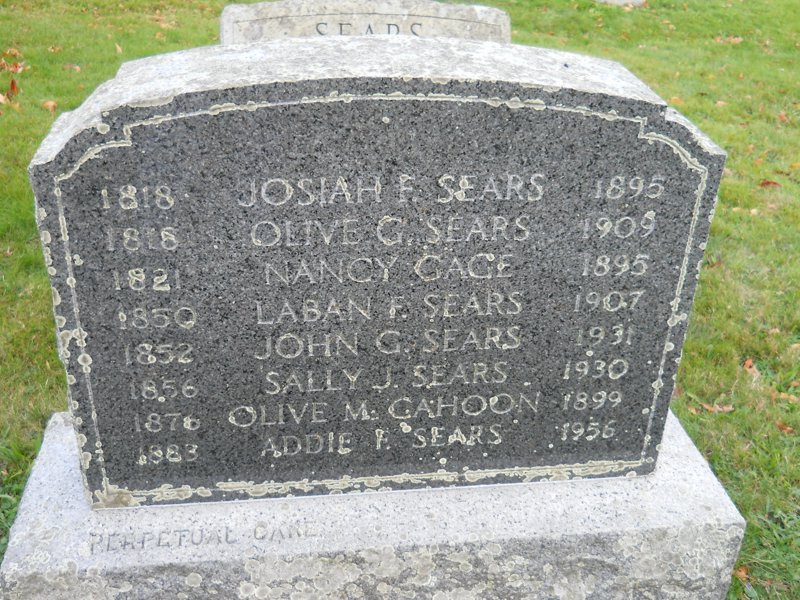 SEARS
1818 JOSIAH F. SEARS 1895
1818 OLIVE G. SEARS 1909
1821 NANCY GAGE 1895
1850 LABAN F. SEARS 1907
1852 JOHN G. SEARS 1931
1856 SALLY J. SEARS 1930
1876 OLIVE M. CAHOON 1899
1883 ADDIE F. SEARS 1956
PERPETUAL CARE